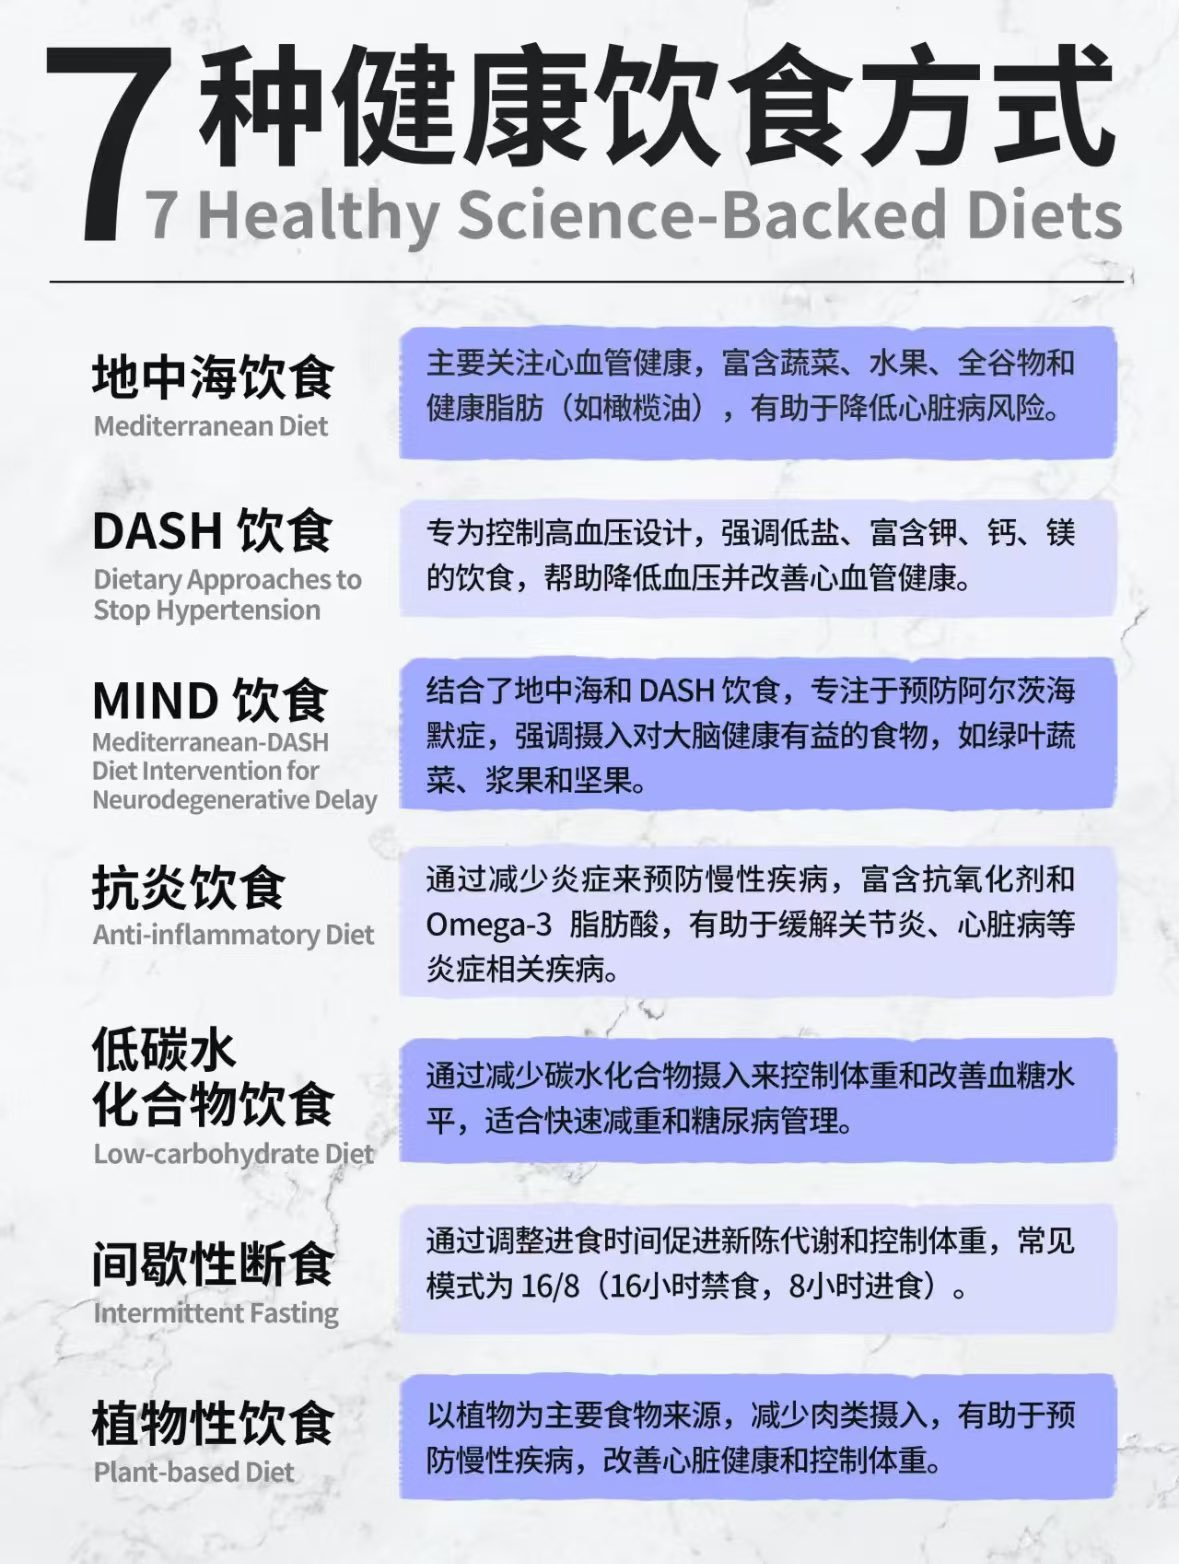 7种健康饮食方式
7 Healthy Science-Backed Diets
地中海饮食
Mediterranean Diet
主要关注心血管健康，富含蔬菜、水果、全谷物和
健康脂肪（如橄榄油），有助于降低心脏病风险。
DASH 饮食
Dietary Approaches to
Stop Hypertension
专为控制高血压设计，强调低盐、富含钾、钙、镁
的饮食，帮助降低血压并改善心血管健康。
MIND 饮食
Mediterranean-DASH
Diet Intervention for
Neurodegenerative Delay
结合了地中海和 DASH 饮食，专注于预防阿尔茨海
默症，强调摄入对大脑健康有益的食物，如绿叶蔬
菜、浆果和坚果。
抗炎饮食
Anti-inflammatory Diet
通过减少炎症来预防慢性疾病，富含抗氧化剂和
Omega-3 脂肪酸，有助于缓解关节炎、心脏病等
炎症相关疾病。
低碳水
化合物饮食
Low-carbohydrate Diet
通过减少碳水化合物摄入来控制体重和改善血糖水
平，适合快速减重和糖尿病管理。
间歇性断食
Intermittent Fasting
通过调整进食时间促进新陈代谢和控制体重，常见
模式为 16/8（16小时禁食，8小时进食）。
植物性饮食
Plant-based Diet
以植物为主要食物来源，减少肉类摄入，有助于预
防慢性疾病，改善心脏健康和控制体重。